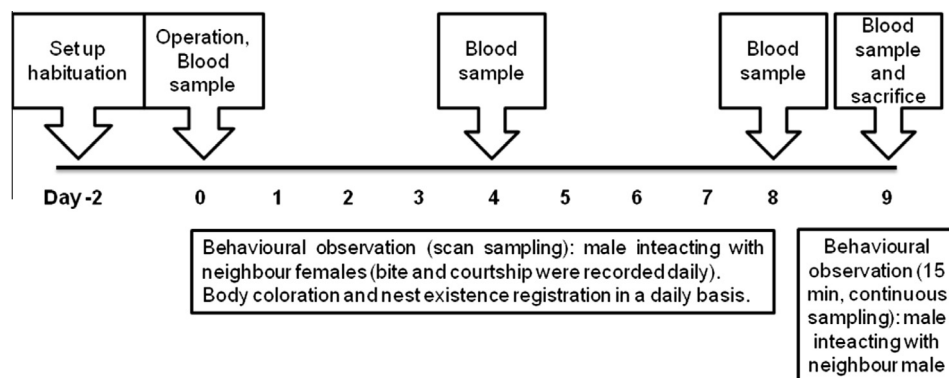 Set up
habituation
Operation,
Blood
sample
Blood
sample
Blood
sample
Blood
sample
and
sacrifice
Day -2 0 1 2 3 4 5 6 7 8 9
Behavioural observation (scan sampling): male inteacting with
neighbour females (bite and courtship were recorded daily).
Body coloration and nest existence registration in a daily basis.
Behavioural
observation (15
min, continuous
sampling): male
inteacting with
neighbour male